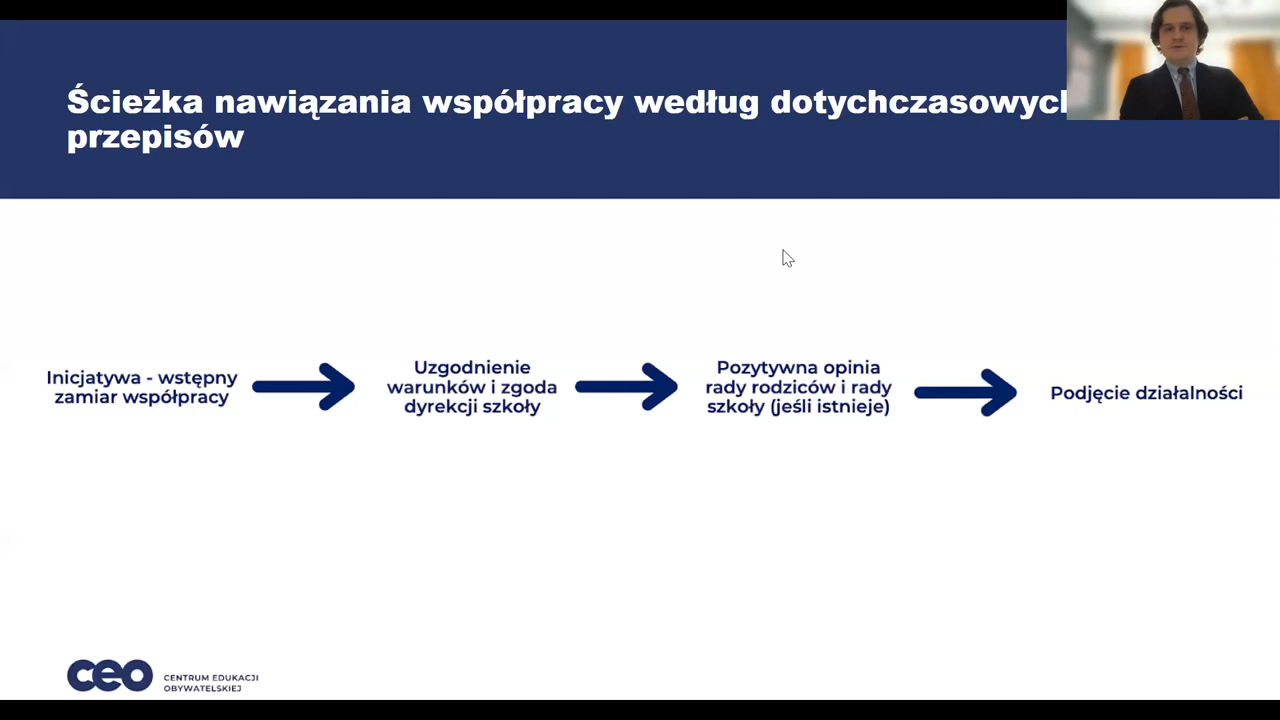 Ścieżka nawiązania współpracy według dotychczasowych
przepisów
Inicjatywa - wstępny
zamiar współpracy
Uzgodnienie
warunków i zgoda
dyrekcji szkoły
Pozytywna opinia
rady rodziców i rady
szkoły (jeśli istnieje)
Podjęcie działalności
ceo
CENTRUM EDUKACJI
OBYWATELSKIEJ